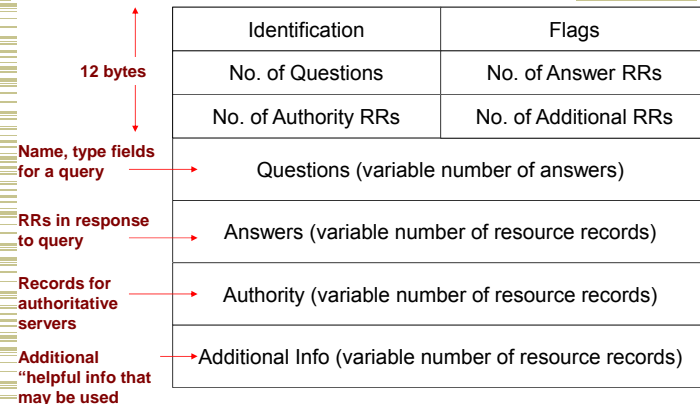 Identification
Flags
12 bytes
No. of Questions
No. of Answer RRs
No. of Authority RRs
No. of Additional RRs
Name, type fields
for a query
Questions (variable number of answers)
RRs in response
to query
Answers (variable number of resource records)
Records for
authoritative
servers
Authority (variable number of resource records)
Additional
“helpful info that
may be used
Additional Info (variable number of resource records)